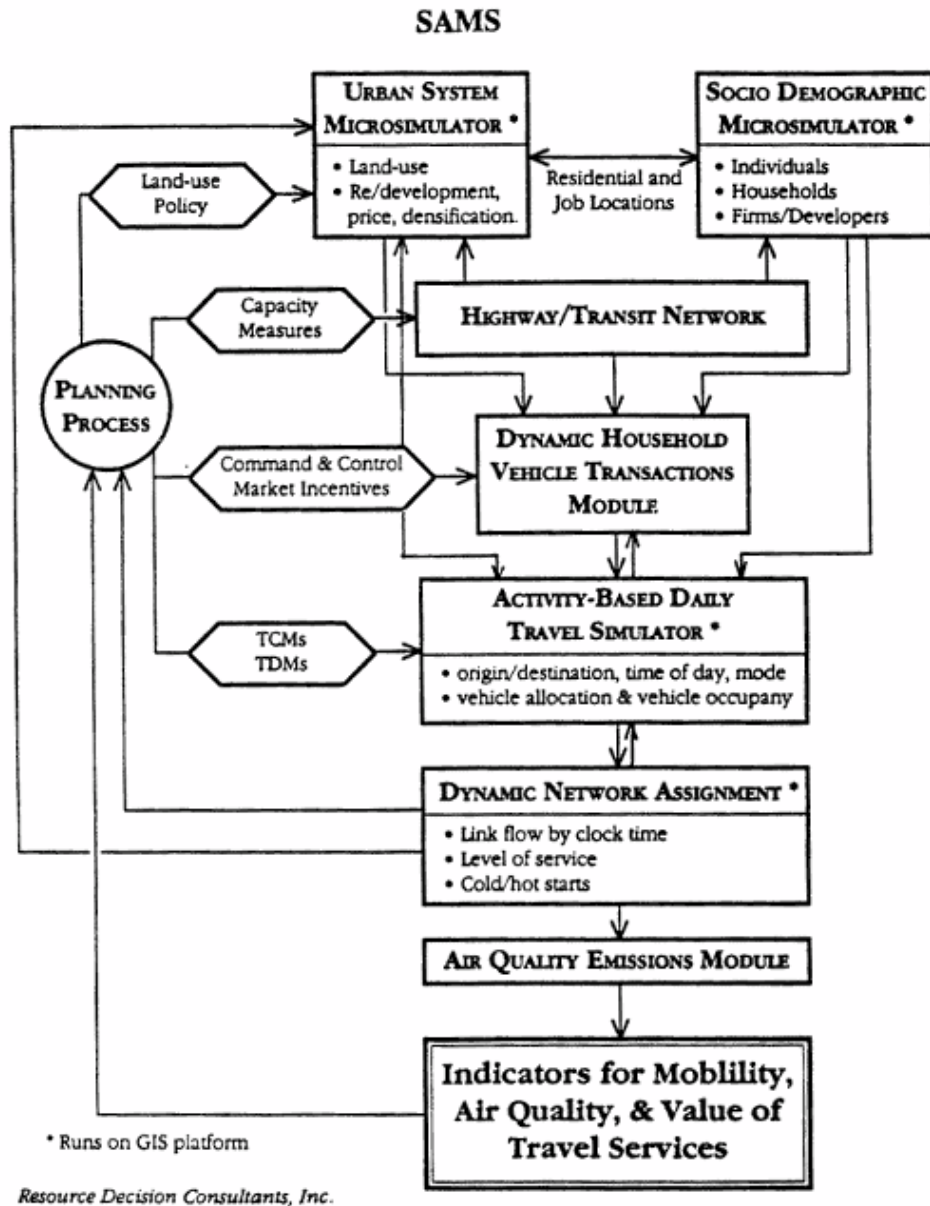 SAMS
URBAN SYSTEM
MICROSIMULATOR *
• Land-use
• Re/development,
price, densification.
SOCIO DEMOGRAPHIC
MICROSIMULATOR *
• Individuals
• Households
• Firms/Developers
Residential and
Job Locations
Land-use
Policy
Capacity
Measures
HIGHWAY/TRANSIT NETWORK
PLANNING
PROCESS
DYNAMIC HOUSEHOLD
VEHICLE TRANSACTIONS
MODULE
Command & Control
Market Incentives
ACTIVITY-BASED DAILY
TRAVEL SIMULATOR *
• origin/destination, time of day, mode
• vehicle allocation & vehicle occupany
TCMs
TDMs
DYNAMIC NETWORK ASSIGNMENT *
• Link flow by clock time
• Level of service
• Cold/hot starts
AIR QUALITY EMISSIONS MODULE
Indicators for Moblility,
Air Quality, & Value of
Travel Services
* Runs on GIS platform
Resource Decision Consultants, Inc.